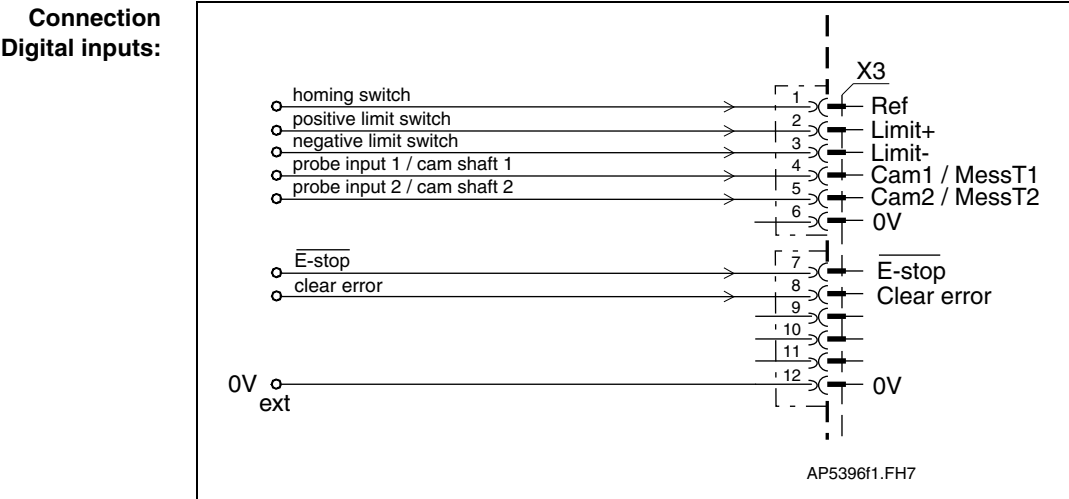 Connection
Digital inputs:
X3
homing switch 1 Ref
positive limit switch 2 Limit+
negative limit switch 3 Limit-
probe input 1 / cam shaft 1 4 Cam1 / MessT1
probe input 2 / cam shaft 2 5 Cam2 / MessT2
6 0V
E-stop 7 E-stop
clear error 8 Clear error
9
10
11
0V 12 0V
ext
AP5396f1.FH7